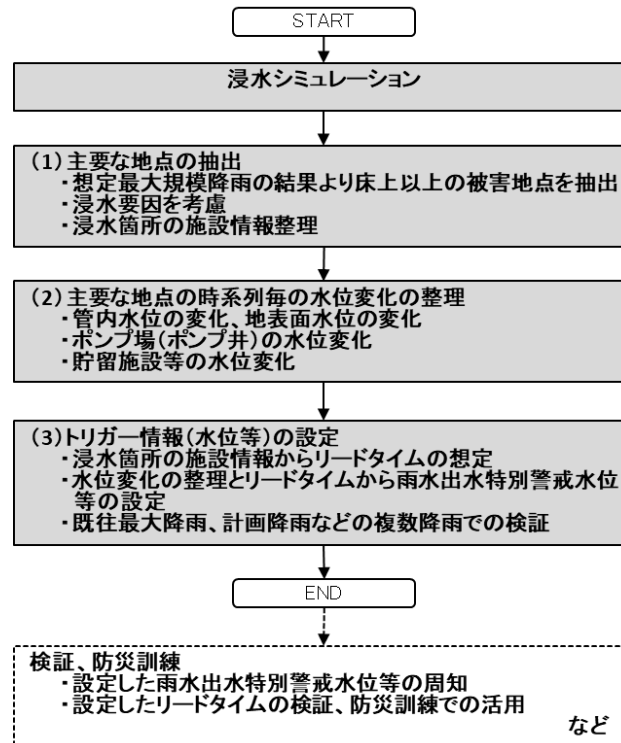 START
浸水シミュレーション
(1)主要な地点の抽出
・想定最大規模降雨の結果より床上以上の被害地点を抽出
・浸水要因を考慮
・浸水箇所の施設情報整理
(2)主要な地点の時系列毎の水位変化の整理
・管内水位の変化、地表面水位の変化
・ポンプ場(ポンプ井)の水位変化
・貯留施設等の水位変化
(3)トリガー情報(水位等)の設定
・浸水箇所の施設情報からリードタイムの想定
・水位変化の整理とリードタイムから雨水出水特別警戒水位
等の設定
・既往最大降雨、計画降雨などの複数降雨での検証
END
検証、防災訓練
・設定した雨水出水特別警戒水位等の周知
・設定したリードタイムの検証、防災訓練での活用
など